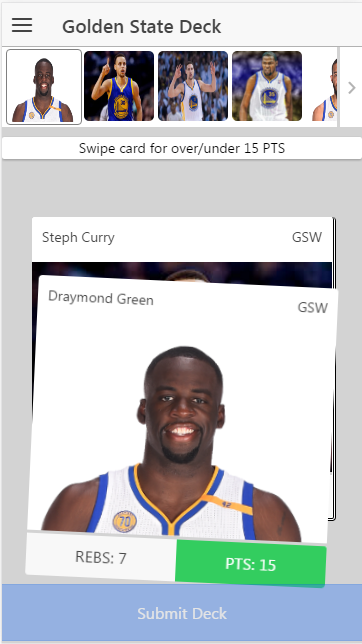 Golden State Deck
Swipe card for over/under 15 PTS
Steph Curry GSW
Draymond Green GSW
70
REBS: 7 PTS: 15
Submit Deck